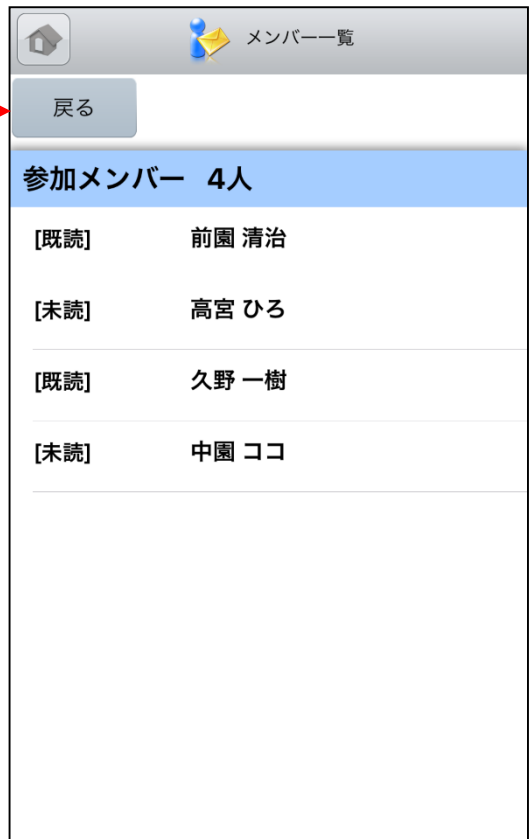 メンバー一覧
戻る
参加メンバー 4人
[既読] 前園 清治
[未読] 高宮 ひろ
[既読] 久野 一樹
[未読] 中園 ココ